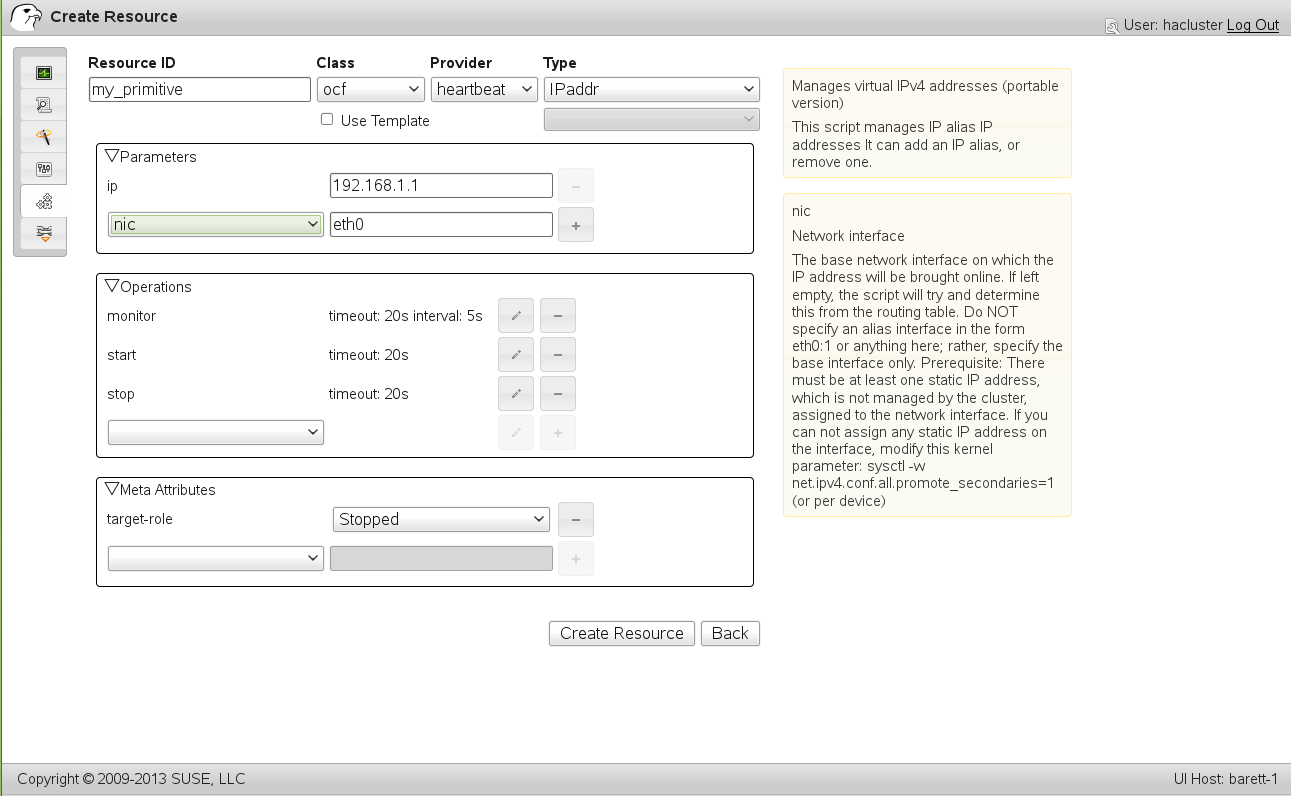 Create Resource
User: hacluster Log Out
Resource ID Class Provider Type
my_primitive ocf heartbeat IPaddr
Use Template
Parameters
ip 192.168.1.1 −
nic eth0 +
Operations
monitor timeout: 20s interval: 5s −
start timeout: 20s −
stop timeout: 20s −
+
Meta Attributes
target-role Stopped −
+
Create Resource Back
Manages virtual IPv4 addresses (portable
version)
This script manages IP alias IP
addresses It can add an IP alias, or
remove one.
nic
Network interface
The base network interface on which the
IP address will be brought online. If left
empty, the script will try and determine
this from the routing table. Do NOT
specify an alias interface in the form
eth0:1 or anything here; rather, specify the
base interface only. Prerequisite: There
must be at least one static IP address,
which is not managed by the cluster,
assigned to the network interface. If you
can not assign any static IP address on
the interface, modify this kernel
parameter: sysctl -w
net.ipv4.conf.all.promote_secondaries=1
(or per device)
Copyright © 2009-2013 SUSE, LLC
UI Host: barett-1